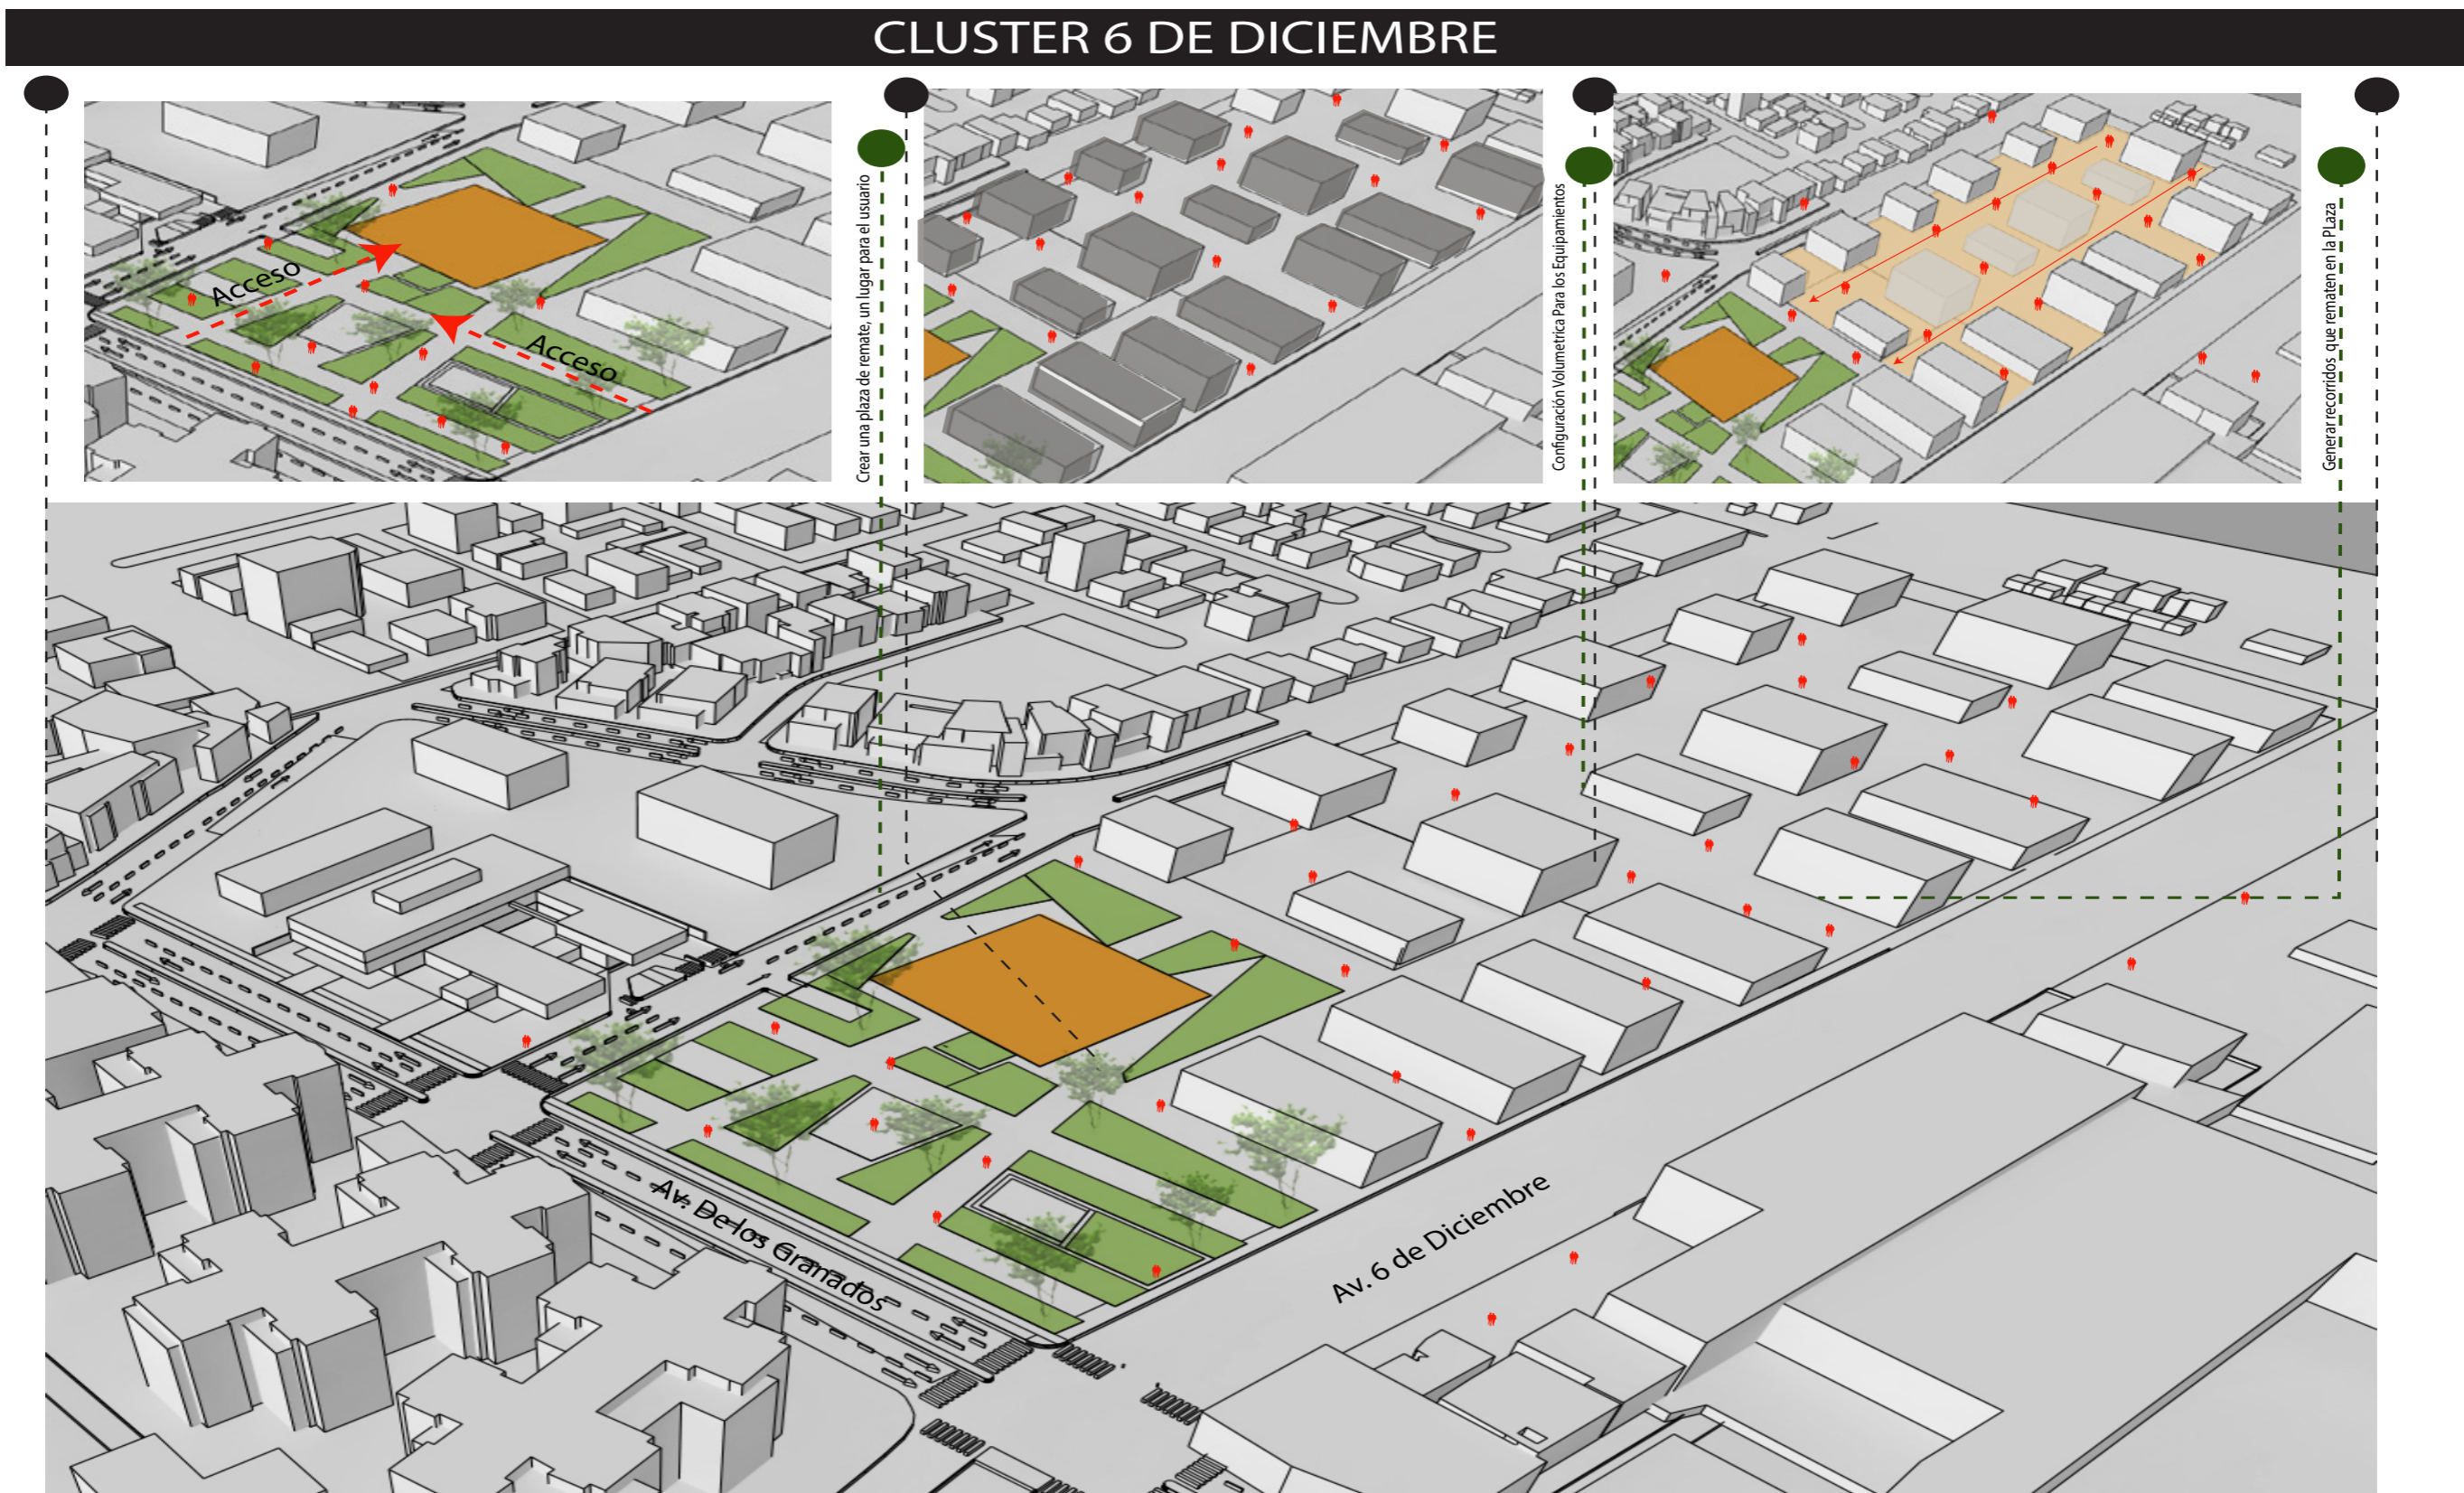 CLUSTER 6 DE DICIEMBRE
Acceso
Acceso
Crear una plaza de remate, un lugar para el usuario
Configuración Volumetrica Para los Equipamientos
Generar recorridos que rematen en la PLaza
Av. De los Granados
Av. 6 de Diciembre